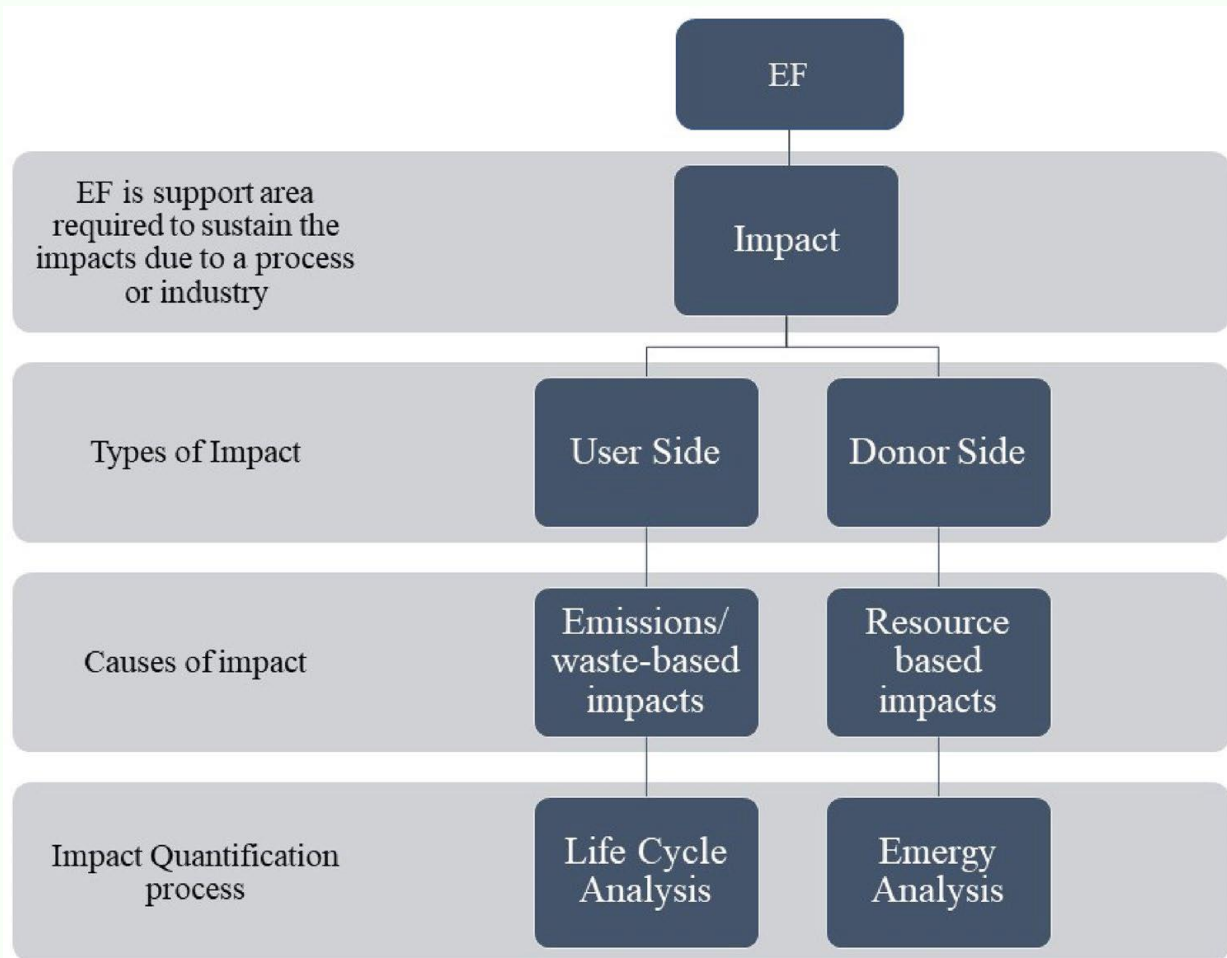 EF
EF is support area
required to sustain the
impacts due to a process
or industry
Impact
Types of Impact
User Side
Donor Side
Causes of impact
Emissions/
waste-based
impacts
Resource
based
impacts
Impact Quantification
process
Life Cycle
Analysis
Emergy
Analysis